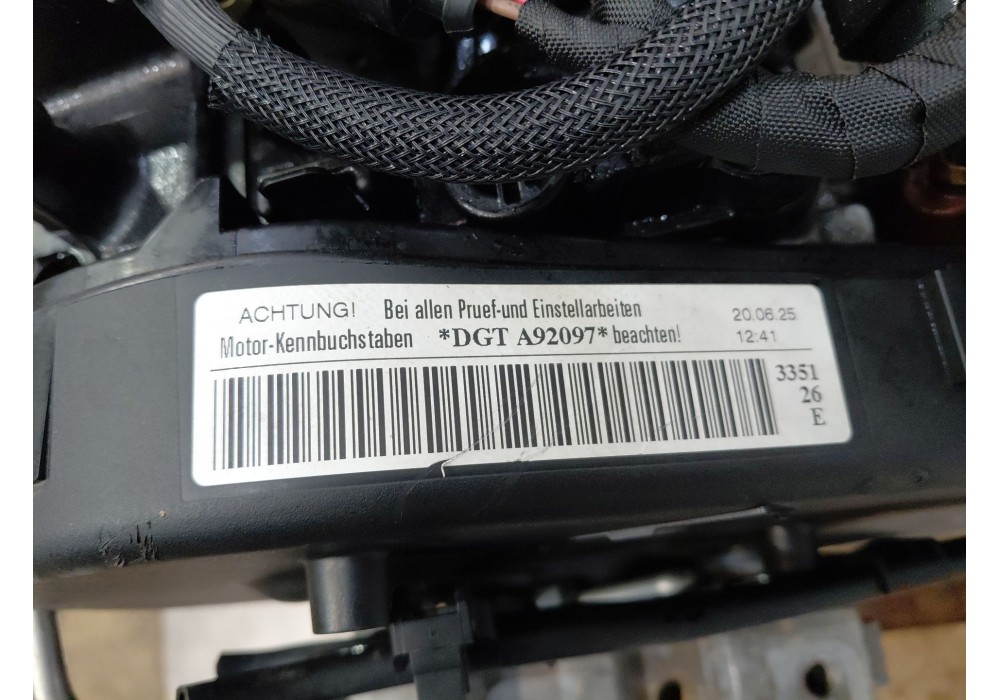 ACHTUNG! Bei allen Pruef-und Einstellarbeiten 20.06.25
Motor-Kennbuchstaben *DGT A92097* beachten! 12:41
3351
26
E